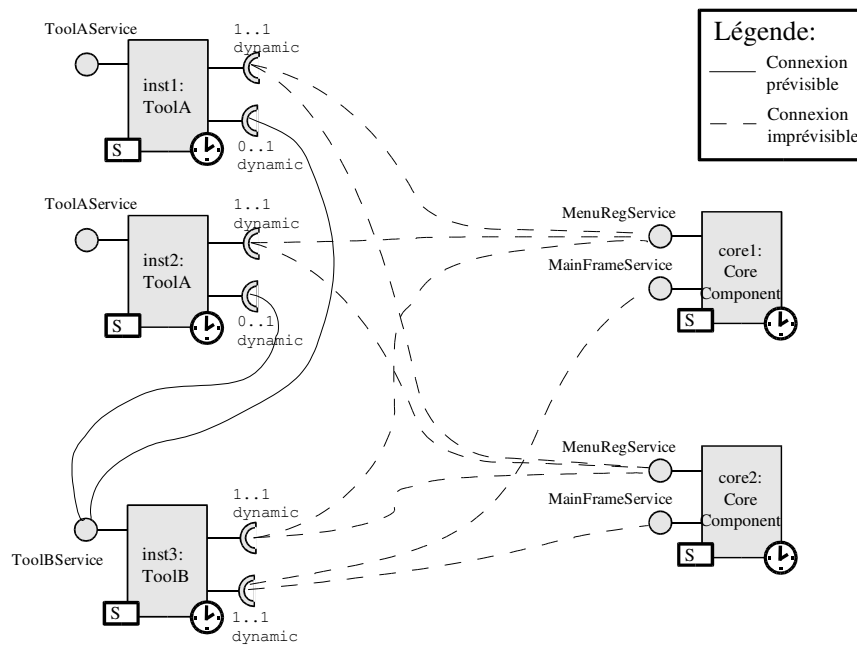 ToolAService
1..1
dynamic
inst1:
ToolA
S
0..1
dynamic
Légende:
Connexion
prévisible
Connexion
imprévisible
ToolAService
1..1
dynamic
inst2:
ToolA
S
0..1
dynamic
MenuRegService
MainFrameService
core1:
Core
Component
S
MenuRegService
MainFrameService
core2:
Core
Component
S
1..1
dynamic
ToolBService
inst3:
ToolB
S
1..1
dynamic